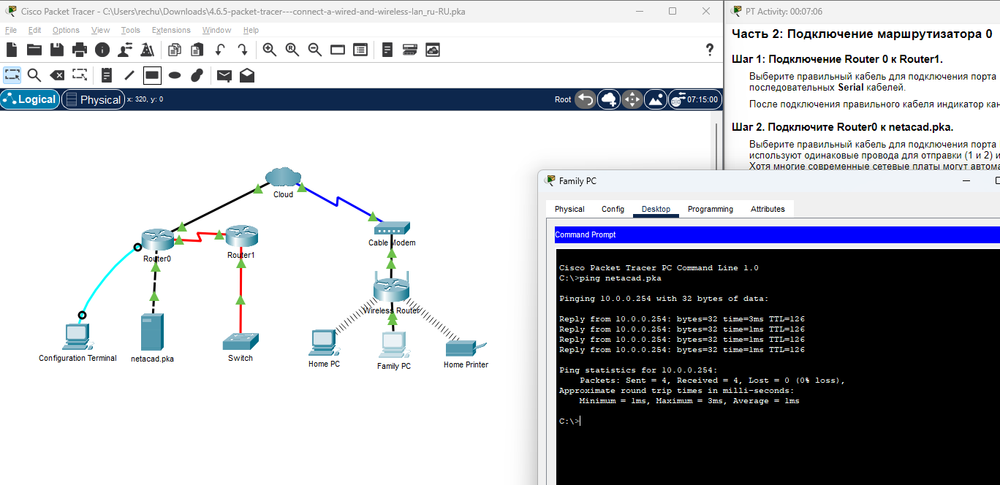 Cisco Packet Tracer - C:\Users\rechu\Downloads\4.6.5-packet-tracer---connect-a-wired-and-wireless-lan_ru-RU.pka
File Edit Options View Tools Extensions Window Help
Logical Physical x: 320, y: 0 Root 07:15:00
Cloud
Cable Modem
Router0
Router1
Wireless Router
Configuration Terminal
netacad.pka
Switch
Home PC
Family PC
Home Printer
PT Activity: 00:07:06
Часть 2: Подключение маршрутизатора 0
Шаг 1: Подключение Router 0 к Router1.
Выберите правильный кабель для подключения порта
последовательных Serial кабелей.
После подключения правильного кабеля индикатор кан
Шаг 2. Подключите Router0 к netacad.pka.
Выберите правильный кабель для подключения порта
используют одинаковые провода для отправки (1 и 2) и
Хотя многие современные сетевые платы могут автома
Family PC
Physical Config Desktop Programming Attributes
Command Prompt
Cisco Packet Tracer PC Command Line 1.0
C:\>ping netacad.pka
Pinging 10.0.0.254 with 32 bytes of data:
Reply from 10.0.0.254: bytes=32 time=3ms TTL=126
Reply from 10.0.0.254: bytes=32 time=1ms TTL=126
Reply from 10.0.0.254: bytes=32 time=1ms TTL=126
Reply from 10.0.0.254: bytes=32 time=1ms TTL=126
Ping statistics for 10.0.0.254:
Packets: Sent = 4, Received = 4, Lost = 0 (0% loss),
Approximate round trip times in milli-seconds:
Minimum = 1ms, Maximum = 3ms, Average = 1ms
C:\>